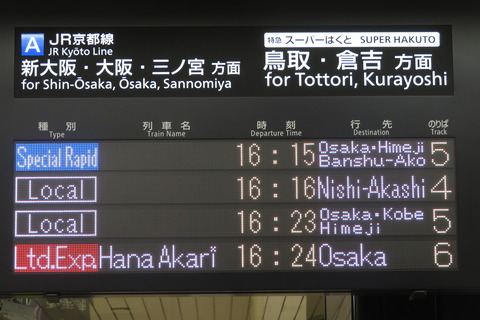 A JR京都線
JR Kyōto Line
新大阪・大阪・三ノ宮 方面
for Shin-Ōsaka, Ōsaka, Sannomiya
特急 スーパーはくと SUPER HAKUTO
鳥取・倉吉 方面
for Tottori, Kurayoshi
種別 列車名 時刻 行先 のりば
Type Train Name Departure Time Destination Track
Special Rapid 16:15 Osaka・Himeji Banshu-Ako 5
Local 16:16 Nishi-Akashi 4
Local 16:23 Osaka・Kobe Himeji 5
Ltd.Exp. Hana Akari 16:24 Osaka 6